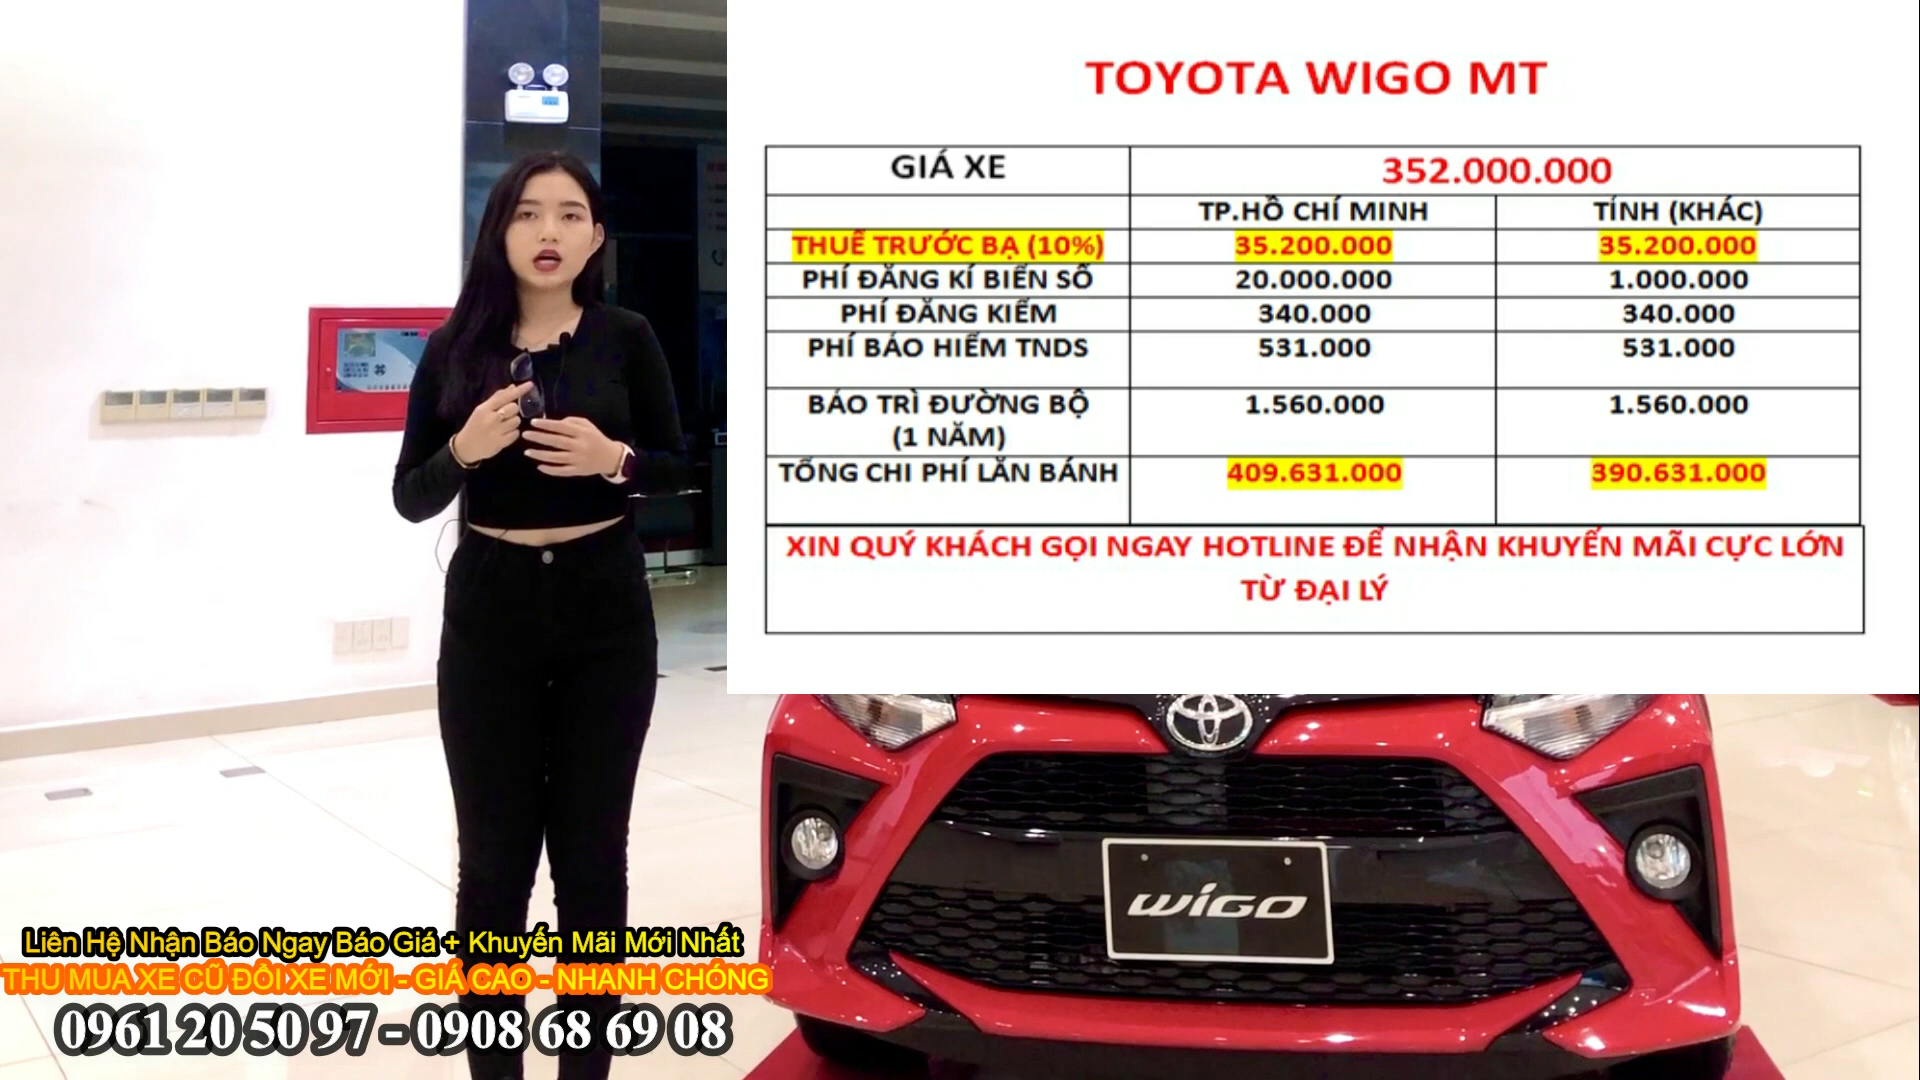 TOYOTA WIGO MT
GIÁ XE 352.000.000
TP.HỒ CHÍ MINH TỈNH (KHÁC)
THUẾ TRƯỚC BẠ (10%) 35.200.000 35.200.000
PHÍ ĐĂNG KÍ BIỂN SỐ 20.000.000 1.000.000
PHÍ ĐĂNG KIỂM 340.000 340.000
PHÍ BẢO HIỂM TNDS 531.000 531.000
BẢO TRÌ ĐƯỜNG BỘ 1.560.000 1.560.000
(1 NĂM)
TỔNG CHI PHÍ LĂN BÁNH 409.631.000 390.631.000
XIN QUÝ KHÁCH GỌI NGAY HOTLINE ĐỂ NHẬN KHUYẾN MÃI CỰC LỚN
TỪ ĐẠI LÝ
WIGO
Liên Hệ Nhận Báo Ngay Báo Giá + Khuyến Mãi Mới Nhất
THU MUA XE CŨ ĐỔI XE MỚI - GIÁ CAO - NHANH CHÓNG
0961 20 50 97 - 0908 68 69 08